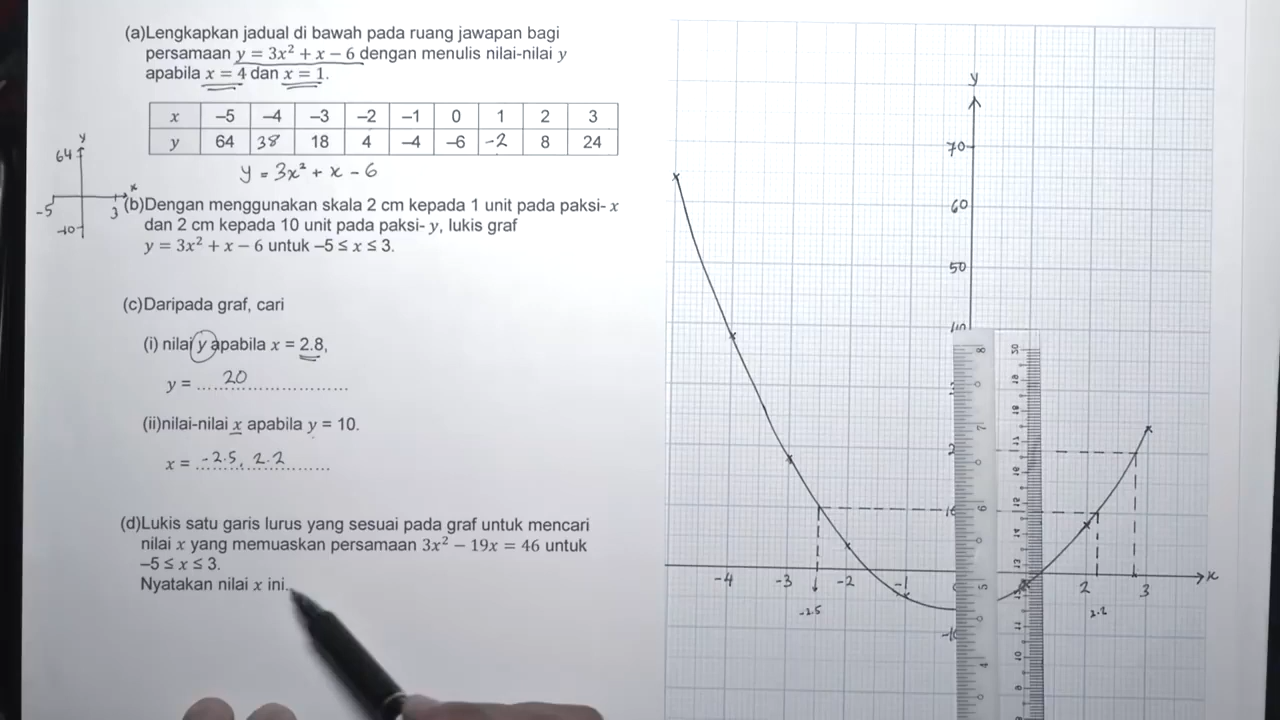 (a)Lengkapkan jadual di bawah pada ruang jawapan bagi
persamaan y = 3x² + x – 6 dengan menulis nilai-nilai y
apabila x = 4 dan x = 1.
x –5 –4 –3 –2 –1 0 1 2 3
y 64 38 18 4 –4 –6 -2 8 24
y = 3x² + x - 6
y
64
x
-5
3
-10
(b)Dengan menggunakan skala 2 cm kepada 1 unit pada paksi- x
dan 2 cm kepada 10 unit pada paksi- y, lukis graf
y = 3x² + x – 6 untuk –5 ≤ x ≤ 3.
(c)Daripada graf, cari
(i) nilai y apabila x = 2.8,
y = ......20..................
(ii)nilai-nilai x apabila y = 10.
x = -2.5, 2.2
(d)Lukis satu garis lurus yang sesuai pada graf untuk mencari
nilai x yang memuaskan persamaan 3x² – 19x = 46 untuk
–5 ≤ x ≤ 3.
Nyatakan nilai x ini.
y
70
60
50
-4 -3 -2 -1 2 3 x
-2.5 2.2
8
7
6
5
4